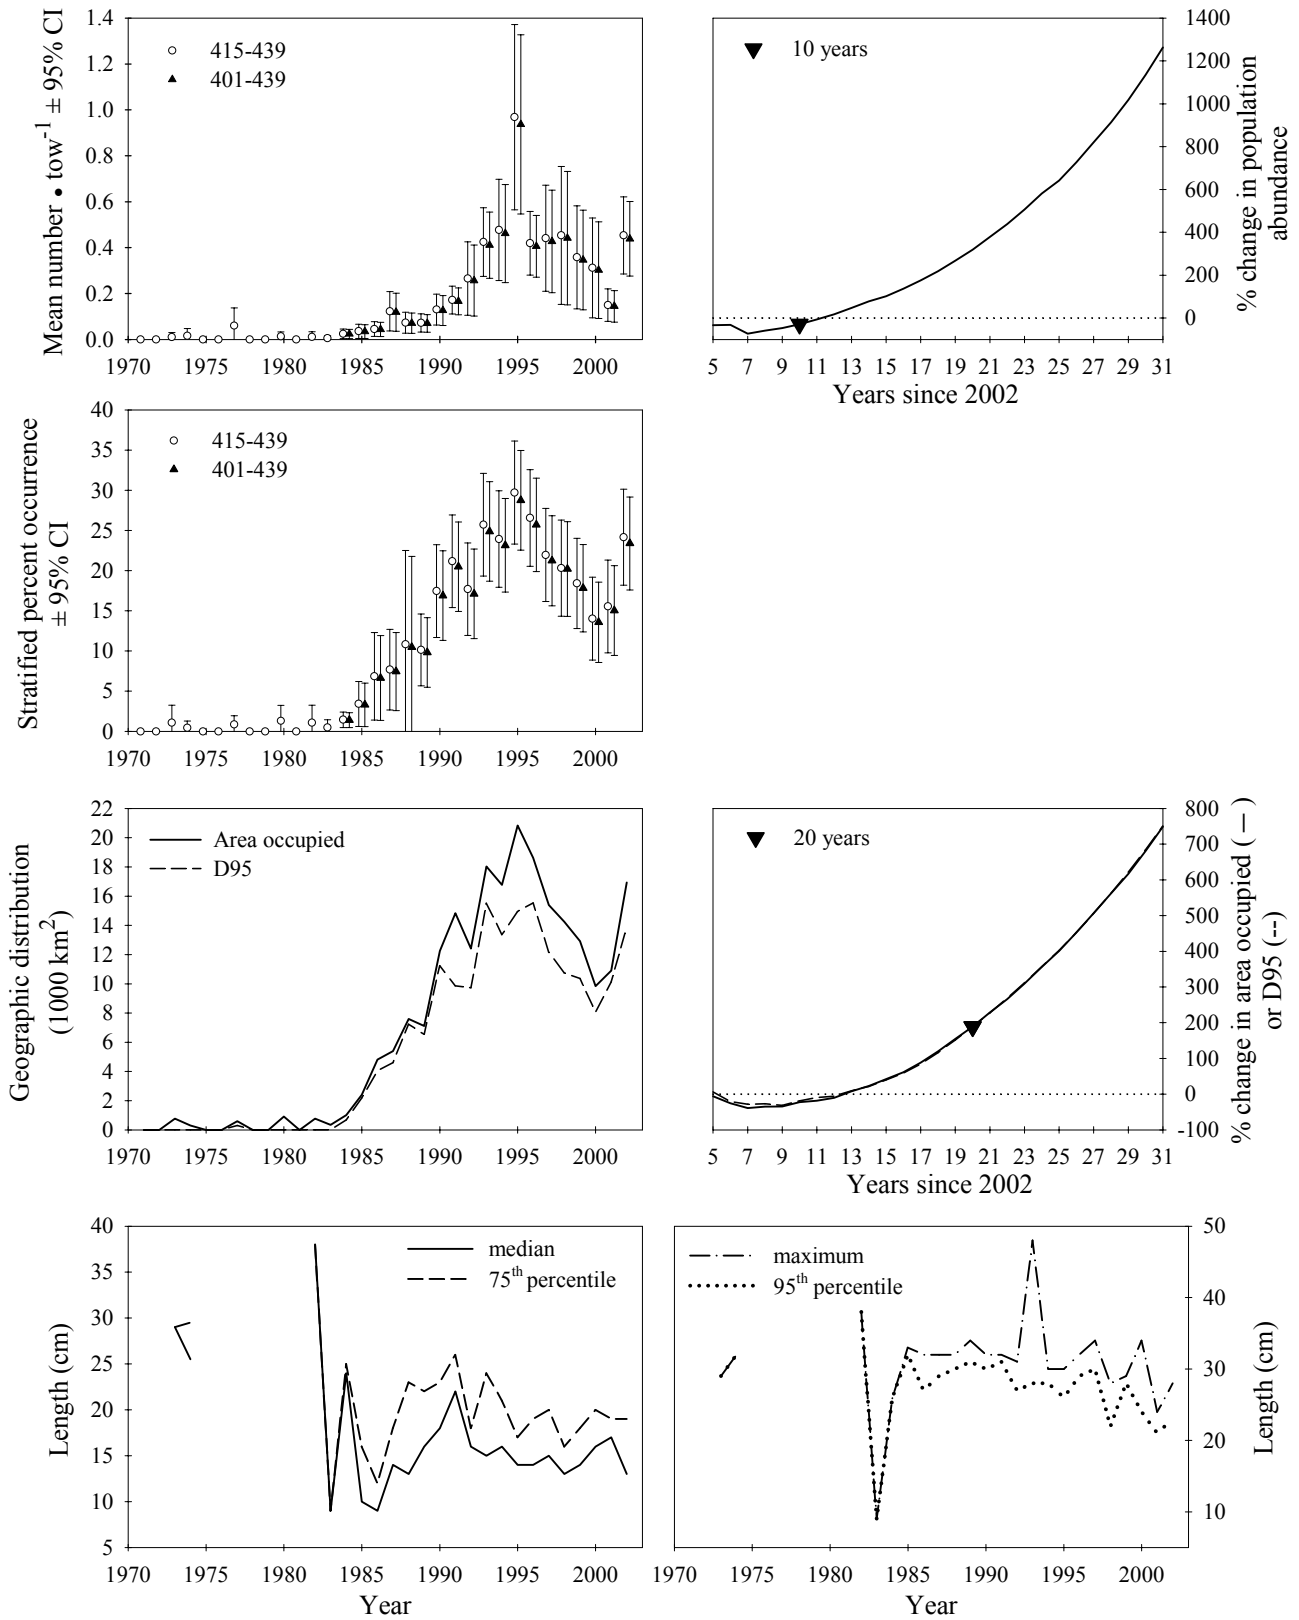 Mean number • tow⁻¹ ± 95% CI
1.4
1.2
1.0
0.8
0.6
0.4
0.2
0.0
415-439
401-439
1970 1975 1980 1985 1990 1995 2000
10 years
1400
1200
1000
800
600
400
200
0
% change in population
abundance
5 7 9 11 13 15 17 19 21 23 25 27 29 31
Years since 2002
Stratified percent occurrence
± 95% CI
40
35
30
25
20
15
10
5
0
415-439
401-439
1970 1975 1980 1985 1990 1995 2000
Geographic distribution
(1000 km²)
22
20
18
16
14
12
10
8
6
4
2
0
Area occupied
D95
1970 1975 1980 1985 1990 1995 2000
20 years
800
700
600
500
400
300
200
100
0
-100
% change in area occupied (—)
or D95 (--)
5 7 9 11 13 15 17 19 21 23 25 27 29 31
Years since 2002
Length (cm)
40
35
30
25
20
15
10
5
median
75th percentile
1970 1975 1980 1985 1990 1995 2000
Year
maximum
95th percentile
50
40
30
20
10
Length (cm)
1970 1975 1980 1985 1990 1995 2000
Year